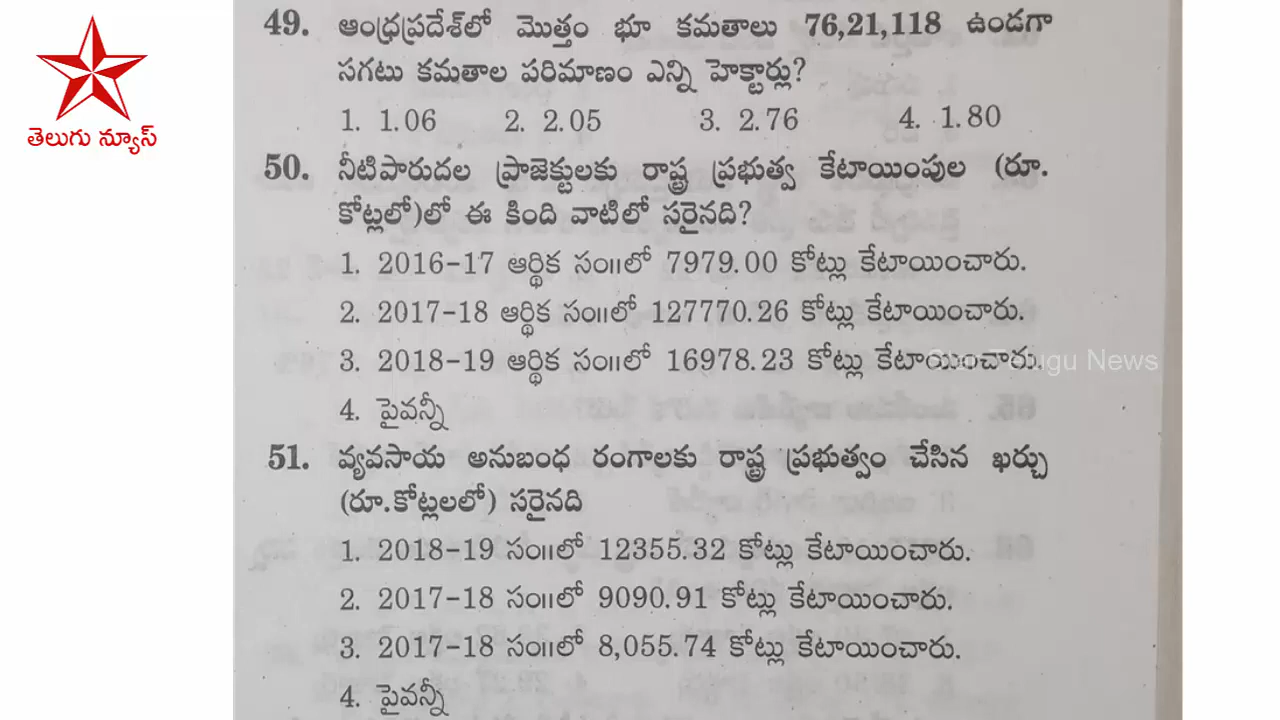 తెలుగు న్యూస్
49. ఆంధ్రప్రదేశ్‌లో మొత్తం భూ కమతాలు 76,21,118 ఉండగా
సగటు కమతాల పరిమాణం ఎన్ని హెక్టార్లు?
1. 1.06 2. 2.05 3. 2.76 4. 1.80
50. నీటిపారుదల ప్రాజెక్టులకు రాష్ట్ర ప్రభుత్వ కేటాయింపుల (రూ.
కోట్లలో)లో ఈ కింది వాటిలో సరైనది?
1. 2016-17 ఆర్థిక సం॥లో 7979.00 కోట్లు కేటాయించారు.
2. 2017-18 ఆర్థిక సం॥లో 127770.26 కోట్లు కేటాయించారు.
3. 2018-19 ఆర్థిక సం॥లో 16978.23 కోట్లు కేటాయించారు.
Star Telugu News
4. పైవన్నీ
51. వ్యవసాయ అనుబంధ రంగాలకు రాష్ట్ర ప్రభుత్వం చేసిన ఖర్చు
(రూ.కోట్లలలో) సరైనది
1. 2018-19 సం॥లో 12355.32 కోట్లు కేటాయించారు.
2. 2017-18 సం॥లో 9090.91 కోట్లు కేటాయించారు.
3. 2017-18 సం॥లో 8,055.74 కోట్లు కేటాయించారు.
4. పైవన్నీ